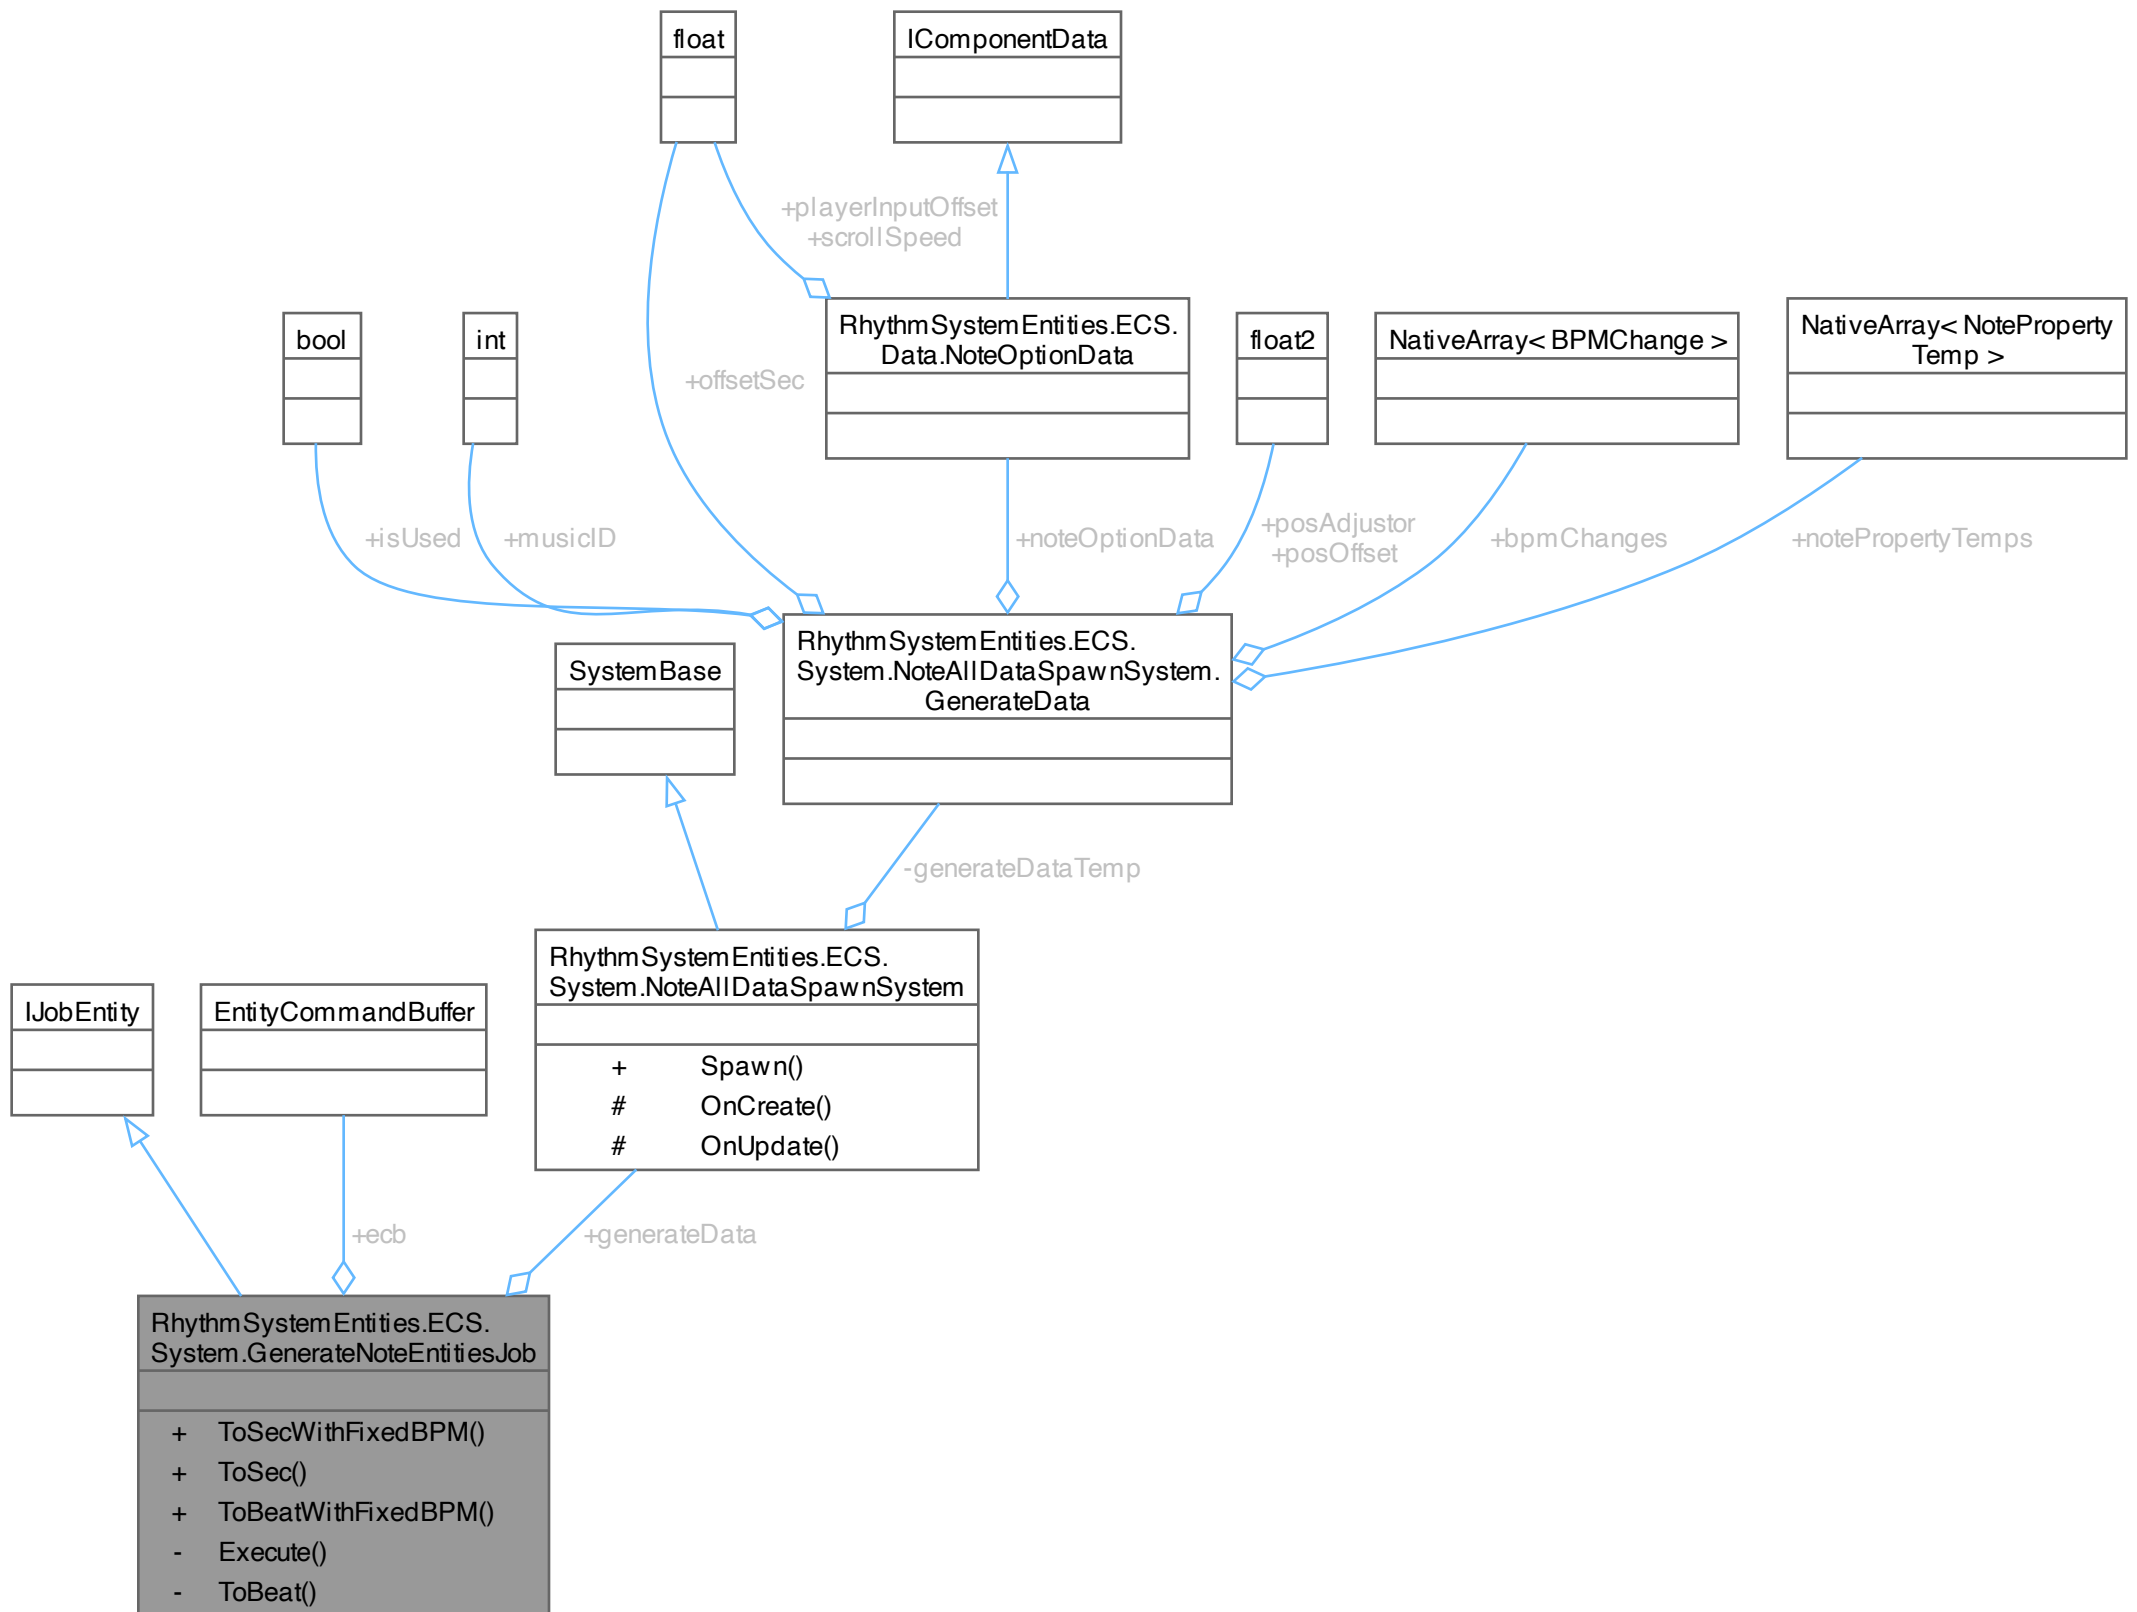 float
IComponentData
+playerInputOffset
+scrollSpeed
bool
int
+offsetSec
RhythmSystemEntities.ECS.
Data.NoteOptionData
float2
NativeArray< BPMChange >
NativeArray< NoteProperty
Temp >
+isUsed
+musicID
+noteOptionData
+posAdjustor
+posOffset
+bpmChanges
+notePropertyTemps
SystemBase
RhythmSystemEntities.ECS.
System.NoteAllDataSpawnSystem.
GenerateData
-generateDataTemp
IJobEntity
EntityCommandBuffer
RhythmSystemEntities.ECS.
System.NoteAllDataSpawnSystem
+ Spawn()
# OnCreate()
# OnUpdate()
+ecb
+generateData
RhythmSystemEntities.ECS.
System.GenerateNoteEntitiesJob
+ ToSecWithFixedBPM()
+ ToSec()
+ ToBeatWithFixedBPM()
- Execute()
- ToBeat()